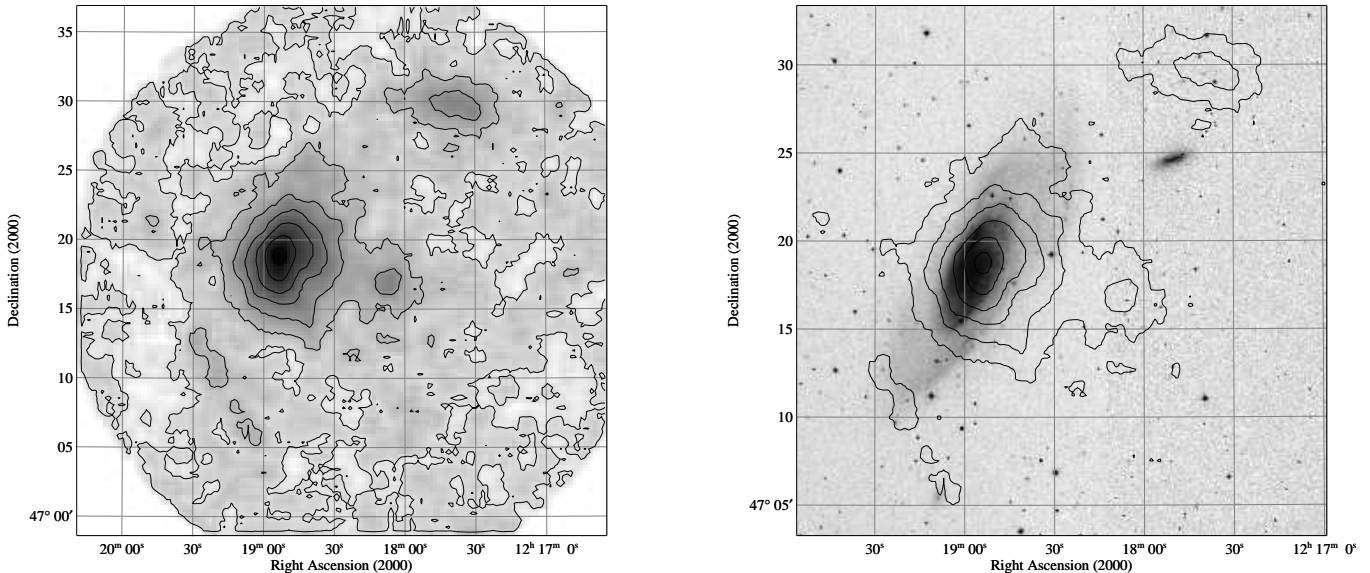 35
30
25
20
15
10
05
47° 00′
Declination (2000)
20ᵐ 00ˢ 30ˢ 19ᵐ 00ˢ 30ˢ 18ᵐ 00ˢ 30ˢ 12ʰ 17ᵐ 0ˢ
Right Ascension (2000)
30
25
20
15
10
47° 05′
Declination (2000)
30ˢ 19ᵐ 00ˢ 30ˢ 18ᵐ 00ˢ 30ˢ 12ʰ 17ᵐ 0ˢ
Right Ascension (2000)